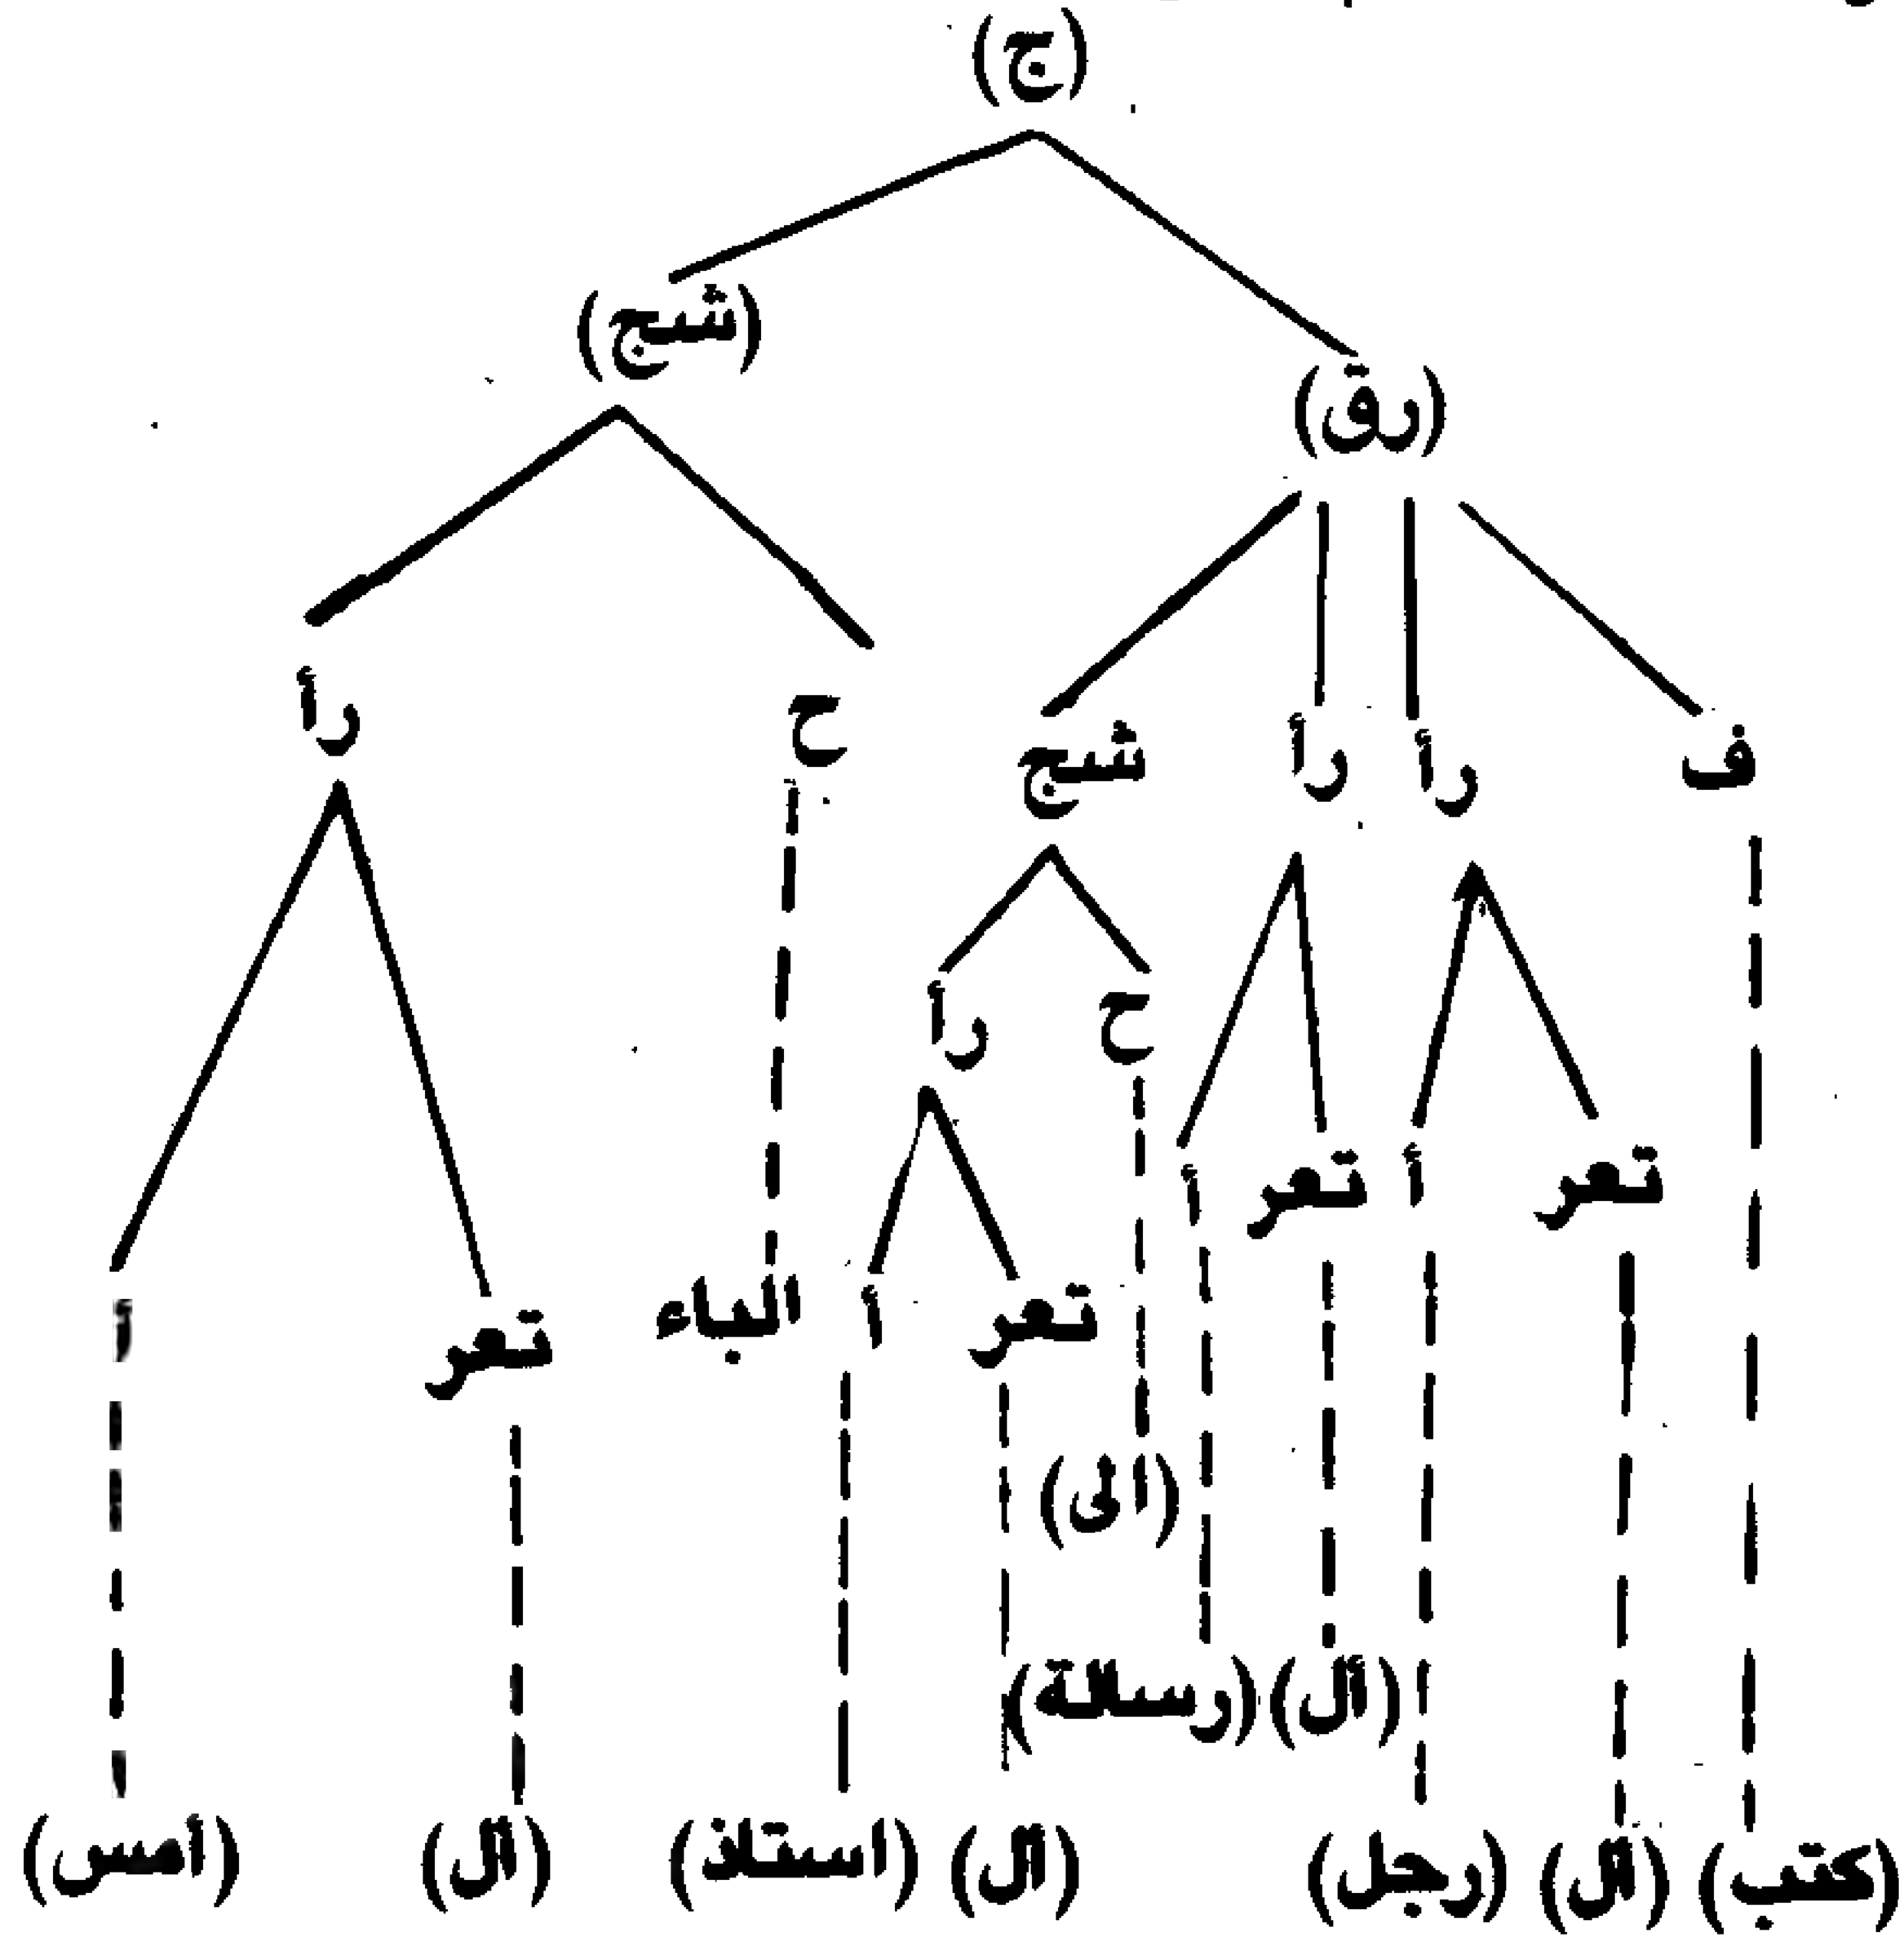 (ج)
(شج)
(رق)
رأ
ح
شج
رأ
رأ
ف
رأ
ح
أ
تعر
أ
تعر
أ
تعر
الباء
أ
تعر
(الى)
(أل) (رسالة)
(كتب) (أل) (رجل) (ال) (استاذ) (أل) (أمس)